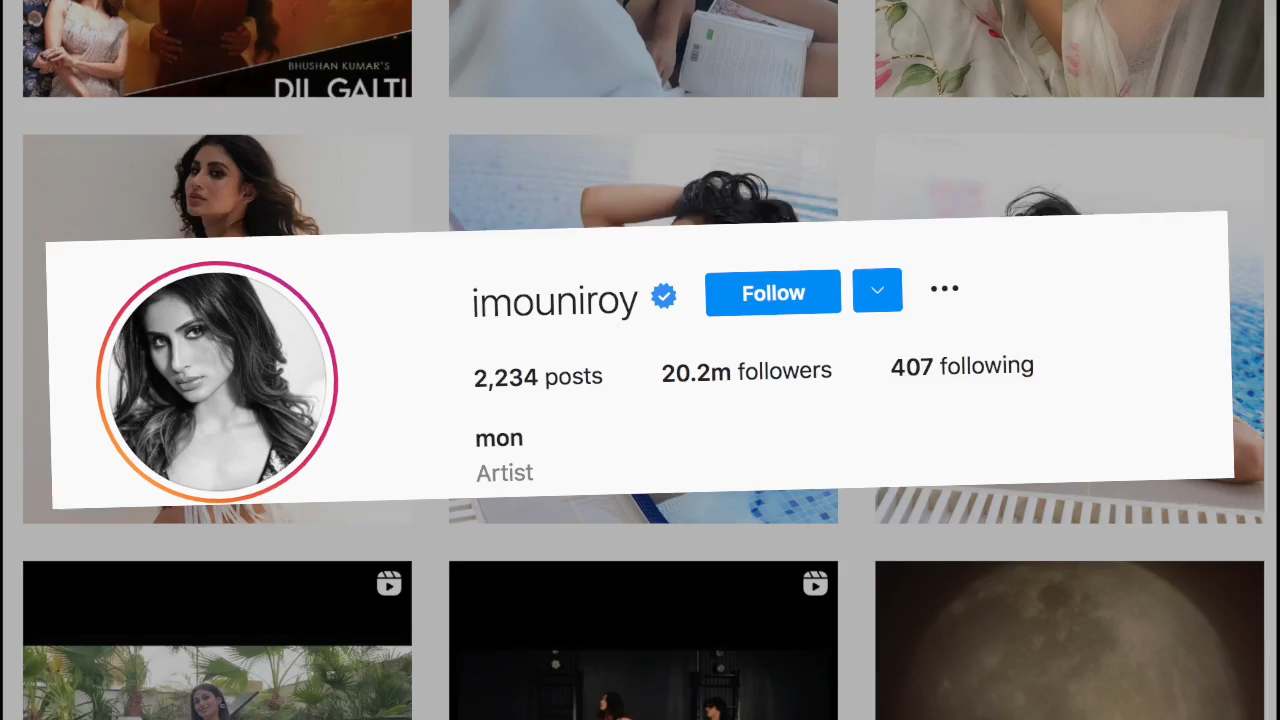 BHUSHAN KUMAR'S
DIL GALTI
imouniroy
Follow
2,234 posts
20.2m followers
407 following
mon
Artist